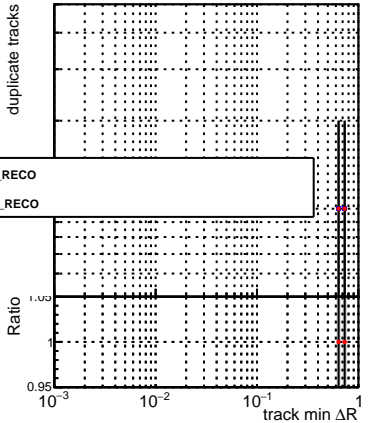 duplicate tracks
_RECO
_RECO
1.05
Ratio
1
0.95
10⁻³ 10⁻² 10⁻¹ 1
track min ΔR